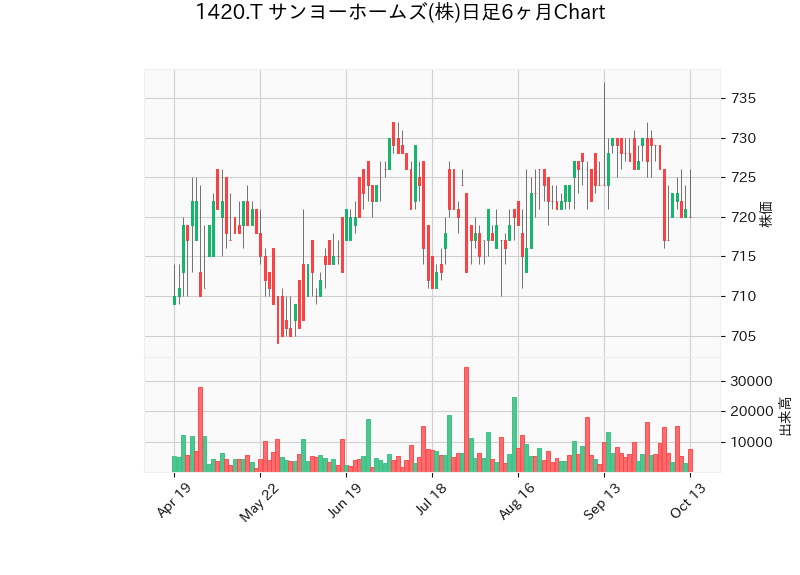 1420.T サンヨーホームズ(株)日足6ヶ月Chart
735
730
725
720
715
710
705
株価
30000
20000
10000
出来高
Apr 19
May 22
Jun 19
Jul 18
Aug 16
Sep 13
Oct 13